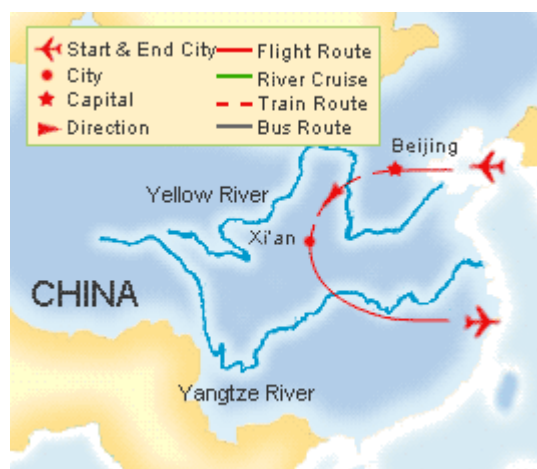 Start & End City
City
Capital
Direction
Flight Route
River Cruise
Train Route
Bus Route
Beijing
Yellow River
Xi'an
CHINA
Yangtze River